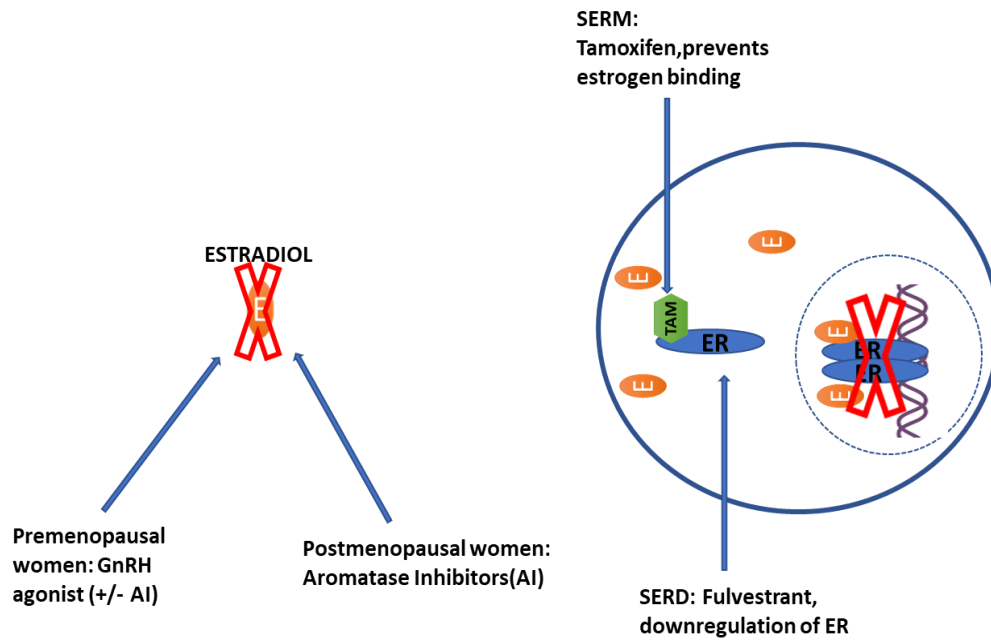 SERM:
Tamoxifen,prevents
estrogen binding
ESTRADIOL
E
E
E
E
TAM
ER
E
ER
ER
E
Premenopausal
women: GnRH
agonist (+/- AI)
Postmenopausal women:
Aromatase Inhibitors(AI)
SERD: Fulvestrant,
downregulation of ER